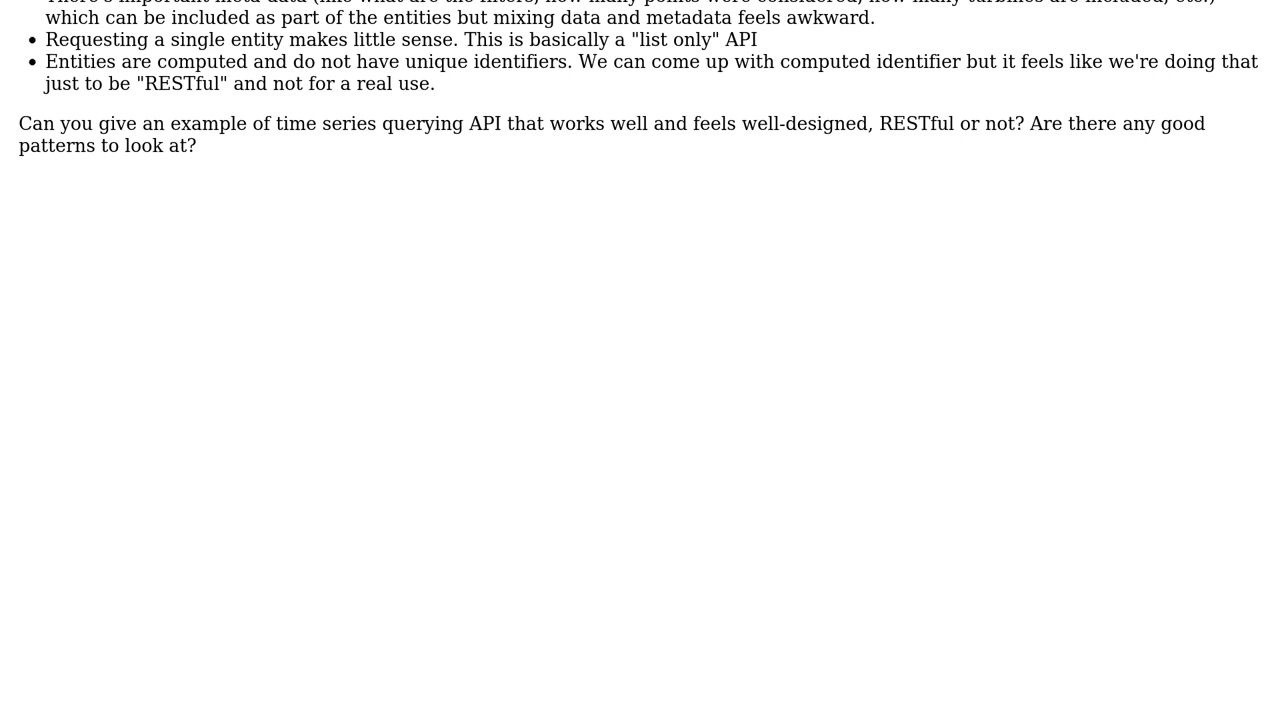 which can be included as part of the entities but mixing data and metadata feels awkward.
• Requesting a single entity makes little sense. This is basically a "list only" API
• Entities are computed and do not have unique identifiers. We can come up with computed identifier but it feels like we're doing that
just to be "RESTful" and not for a real use.
Can you give an example of time series querying API that works well and feels well-designed, RESTful or not? Are there any good
patterns to look at?